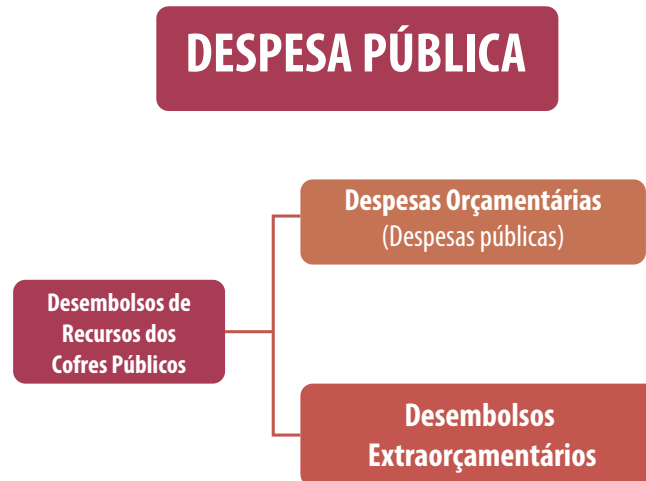 DESPESA PÚBLICA
Despesas Orçamentárias
(Despesas públicas)
Desembolsos de
Recursos dos
Cofres Públicos
Desembolsos
Extraorçamentários